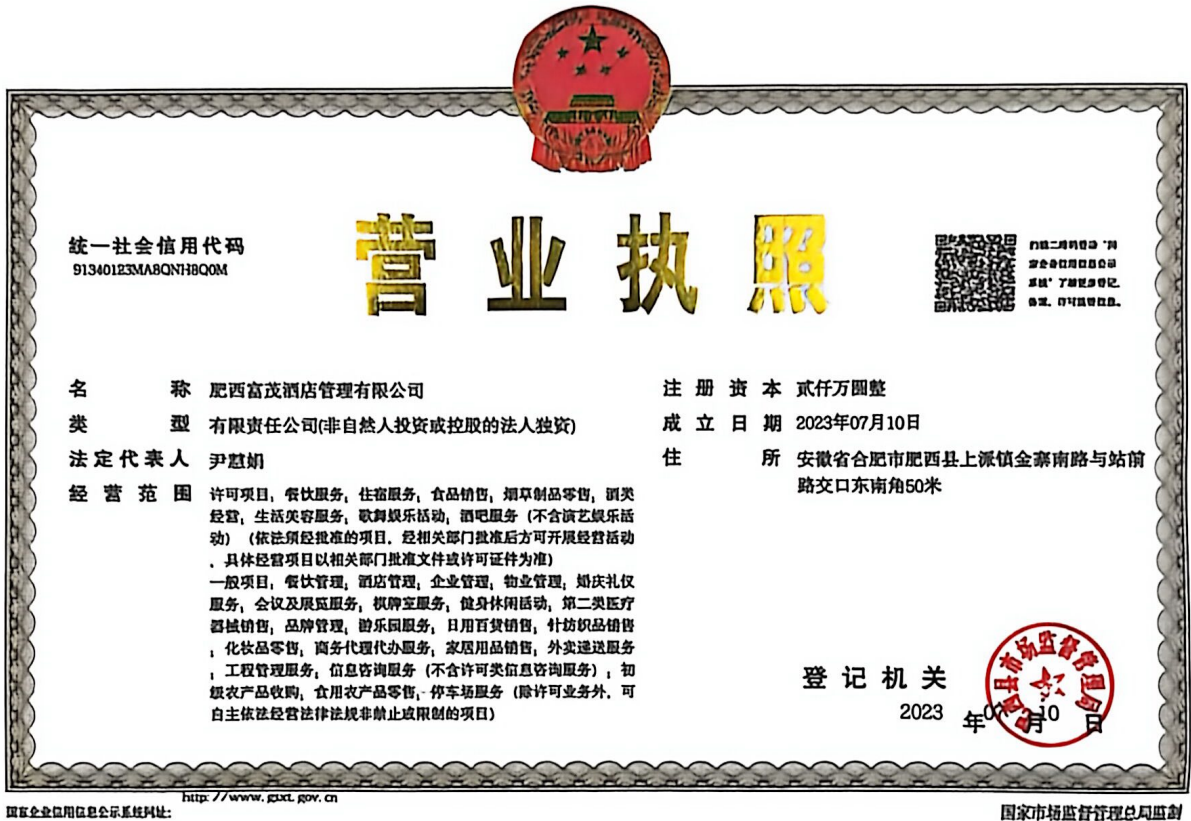 营业执照
统一社会信用代码
91340123MA8QNH8Q0M
扫描二维码登录“国
家企业信用信息公示
系统”了解更多登记、
备案、许可监管信息。
名 称 肥西富茂酒店管理有限公司
类 型 有限责任公司(非自然人投资或控股的法人独资)
法定代表人 尹慧娟
经营范围 许可项目：餐饮服务；住宿服务；食品销售；烟草制品零售；酒类
经营；生活美容服务；歌舞娱乐活动；酒吧服务（不含演艺娱乐活
动）（依法须经批准的项目，经相关部门批准后方可开展经营活动
，具体经营项目以相关部门批准文件或许可证件为准）
一般项目：餐饮管理；酒店管理；企业管理；物业管理；婚庆礼仪
服务；会议及展览服务；棋牌室服务；健身休闲活动；第二类医疗
器械销售；品牌管理；游乐园服务；日用百货销售；针纺织品销售
；化妆品零售；商务代理代办服务；家居用品销售；外卖递送服务
；工程管理服务；信息咨询服务（不含许可类信息咨询服务）；初
级农产品收购；食用农产品零售；停车场服务（除许可业务外，可
自主依法经营法律法规非禁止或限制的项目）
注册资本 贰仟万圆整
成立日期 2023年07月10日
住 所 安徽省合肥市肥西县上派镇金寨南路与站前
路交口东南角50米
登记机关
肥西县市场监督管理局
2023 年 07 月 10 日
http://www.gsxt.gov.cn
国家企业信用信息公示系统网址：
国家市场监督管理总局监制